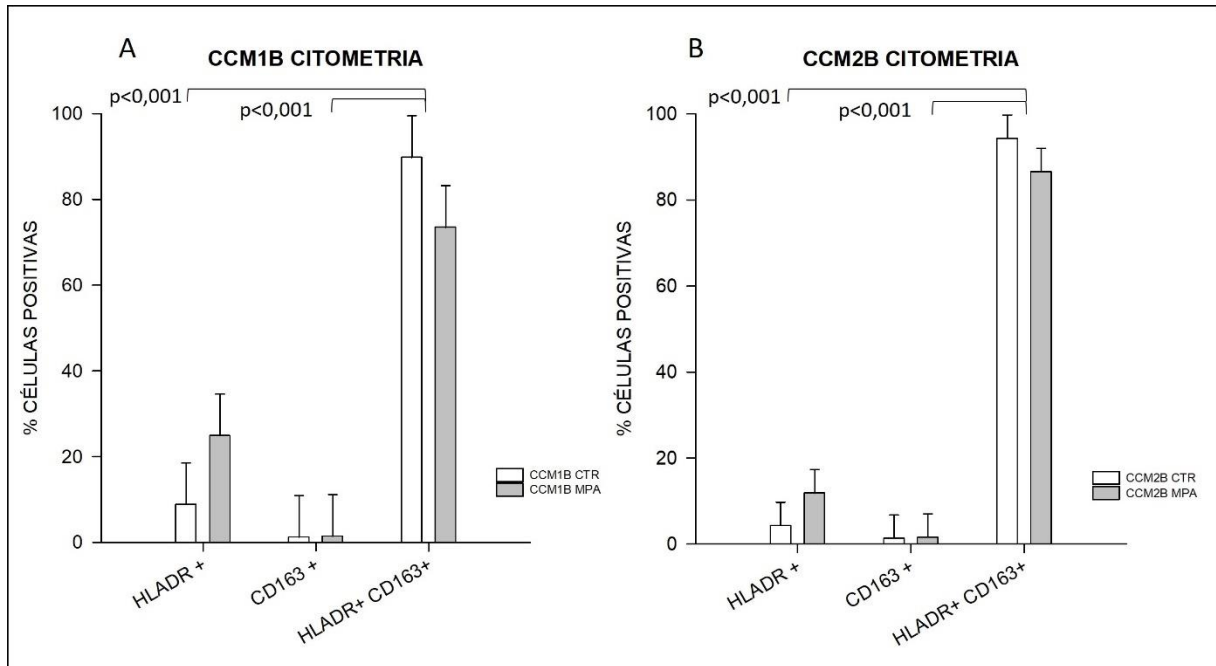 A
CCM1B CITOMETRIA
p<0,001
p<0,001
% CÉLULAS POSITIVAS
100
80
60
40
20
0
HLADR +
CD163 +
HLADR+ CD163+
CCM1B CTR
CCM1B MPA
B
CCM2B CITOMETRIA
p<0,001
p<0,001
% CÉLULAS POSITIVAS
100
80
60
40
20
0
HLADR +
CD163 +
HLADR+ CD163+
CCM2B CTR
CCM2B MPA